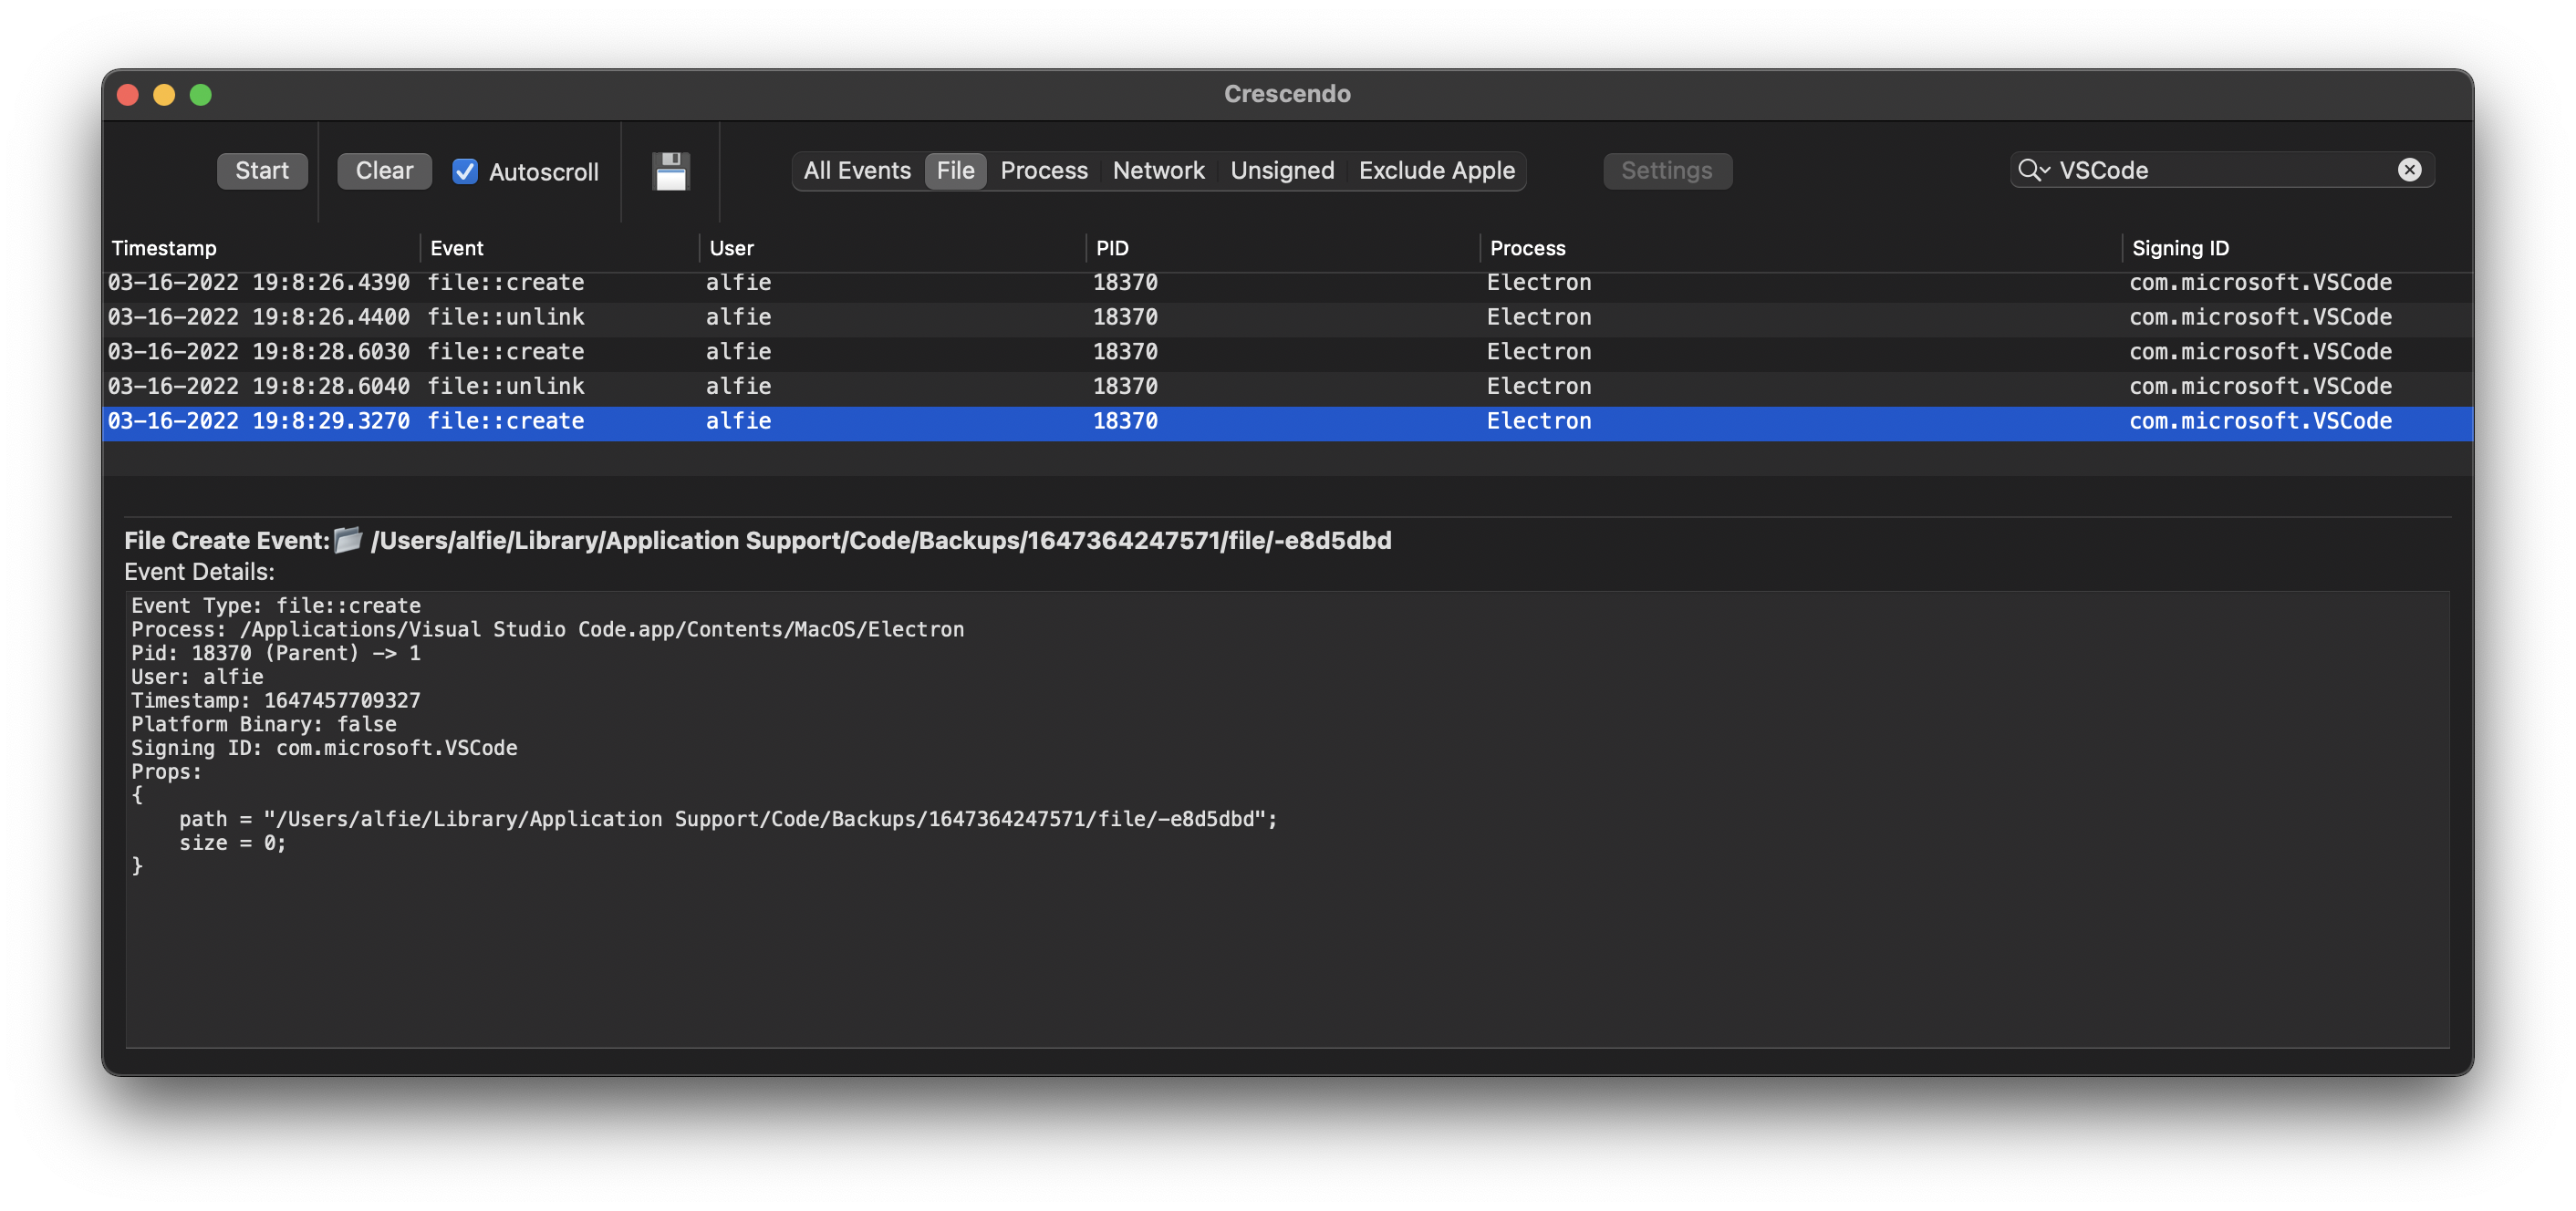 Crescendo
Start Clear Autoscroll All Events File Process Network Unsigned Exclude Apple Settings VSCode
Timestamp Event User PID Process Signing ID
03-16-2022 19:8:26.4390 file::create alfie 18370 Electron com.microsoft.VSCode
03-16-2022 19:8:26.4400 file::unlink alfie 18370 Electron com.microsoft.VSCode
03-16-2022 19:8:28.6030 file::create alfie 18370 Electron com.microsoft.VSCode
03-16-2022 19:8:28.6040 file::unlink alfie 18370 Electron com.microsoft.VSCode
03-16-2022 19:8:29.3270 file::create alfie 18370 Electron com.microsoft.VSCode
File Create Event: /Users/alfie/Library/Application Support/Code/Backups/1647364247571/file/-e8d5dbd
Event Details:
Event Type: file::create
Process: /Applications/Visual Studio Code.app/Contents/MacOS/Electron
Pid: 18370 (Parent) -> 1
User: alfie
Timestamp: 1647457709327
Platform Binary: false
Signing ID: com.microsoft.VSCode
Props:
{
path = "/Users/alfie/Library/Application Support/Code/Backups/1647364247571/file/-e8d5dbd";
size = 0;
}